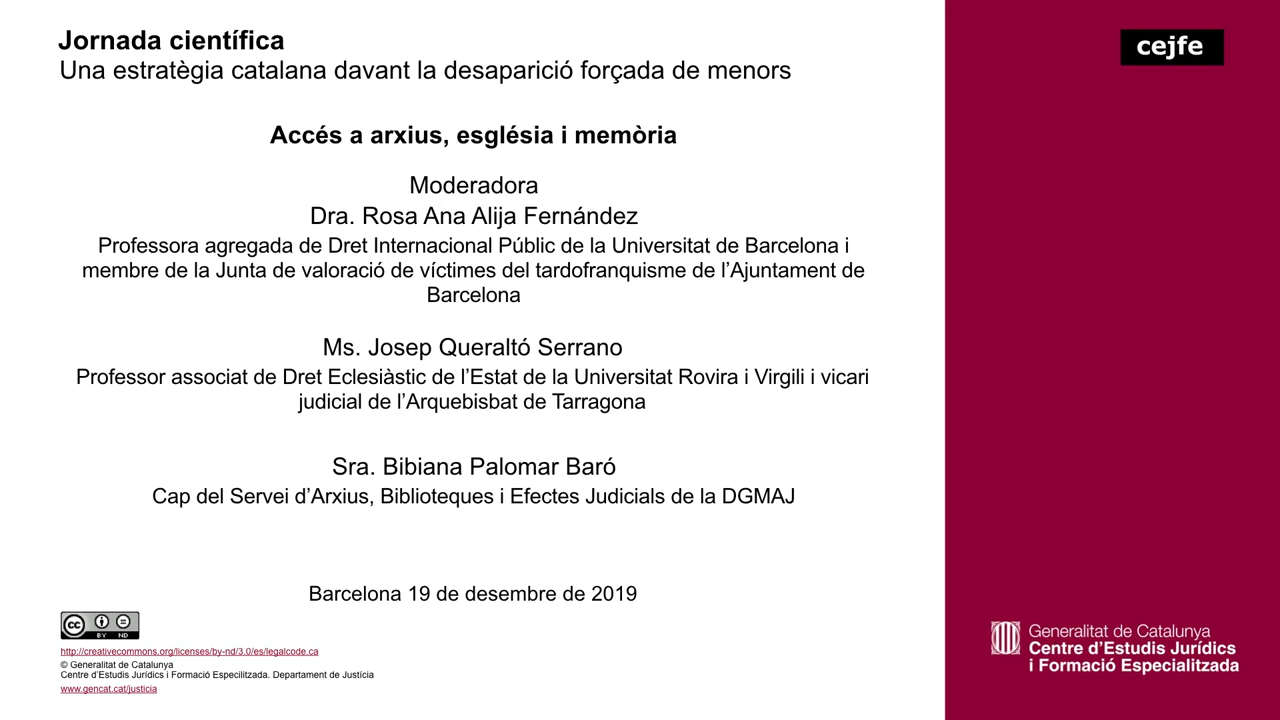 Jornada científica
Una estratègia catalana davant la desaparició forçada de menors
cejfe
Accés a arxius, església i memòria
Moderadora
Dra. Rosa Ana Alija Fernández
Professora agregada de Dret Internacional Públic de la Universitat de Barcelona i
membre de la Junta de valoració de víctimes del tardofranquisme de l’Ajuntament de
Barcelona
Ms. Josep Queraltó Serrano
Professor associat de Dret Eclesiàstic de l’Estat de la Universitat Rovira i Virgili i vicari
judicial de l’Arquebisbat de Tarragona
Sra. Bibiana Palomar Baró
Cap del Servei d’Arxius, Biblioteques i Efectes Judicials de la DGMAJ
Barcelona 19 de desembre de 2019
cc BY ND
http://creativecommons.org/licenses/by-nd/3.0/es/legalcode.ca
© Generalitat de Catalunya
Centre d’Estudis Jurídics i Formació Especilitzada. Departament de Justícia
www.gencat.cat/justicia
Generalitat de Catalunya
Centre d’Estudis Jurídics
i Formació Especialitzada